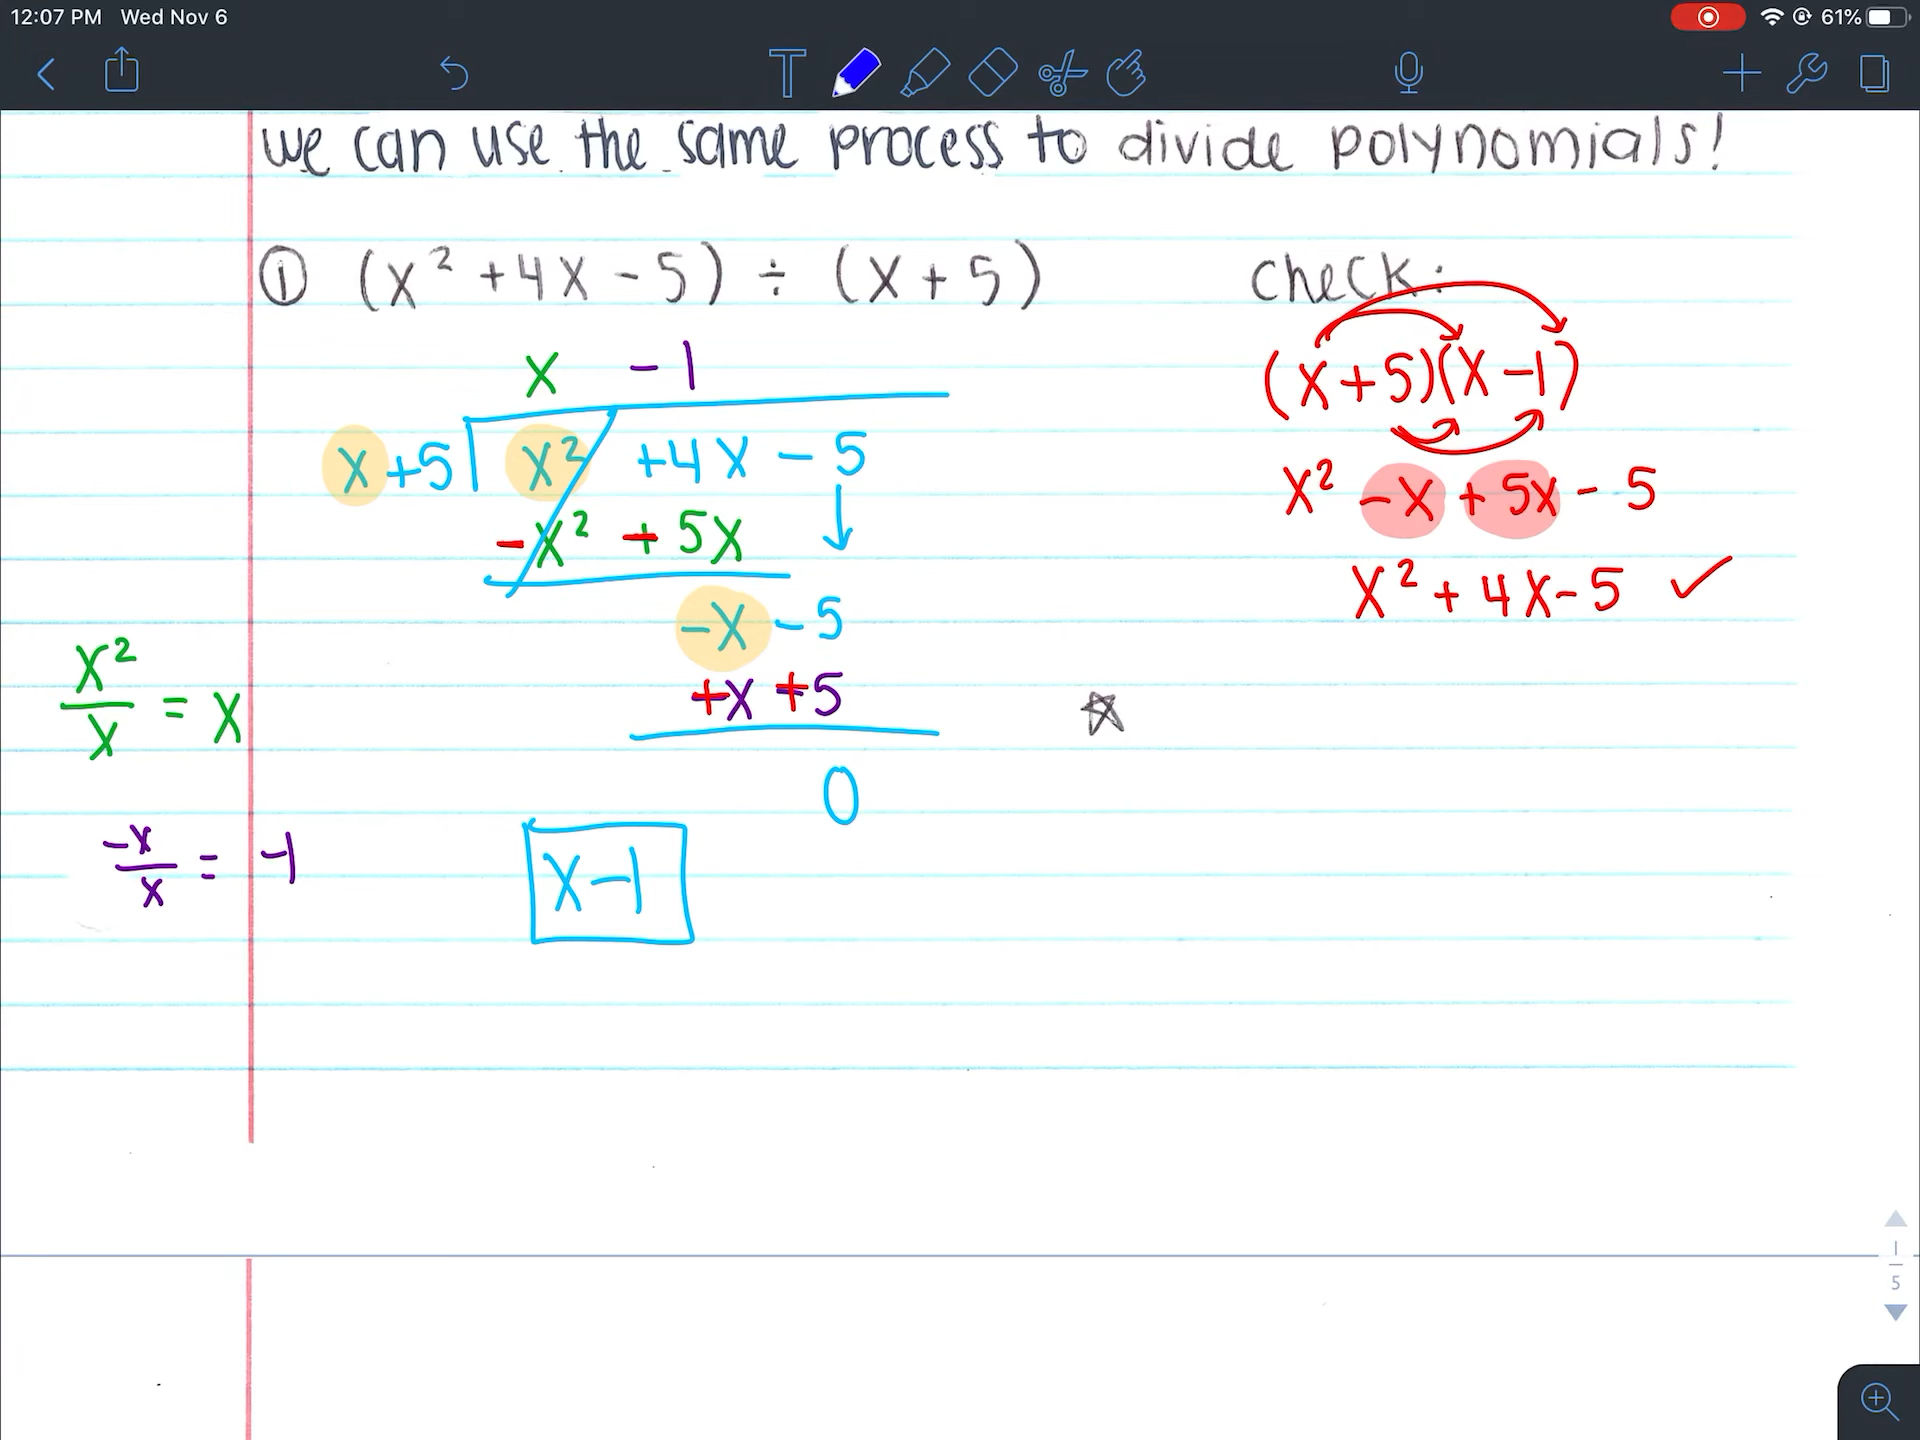 12:07 PM Wed Nov 6 61%
T
we can use the same process to divide polynomials!
① (x² + 4x - 5) ÷ (x + 5)
x - 1
x + 5 x² + 4x - 5
- x² + 5x
-x - 5
+x +5
0
x²/x = x
-x/x = -1
x - 1
Check:
(x + 5)(x - 1)
x² - x + 5x - 5
x² + 4x - 5 ✓
☆
1
5